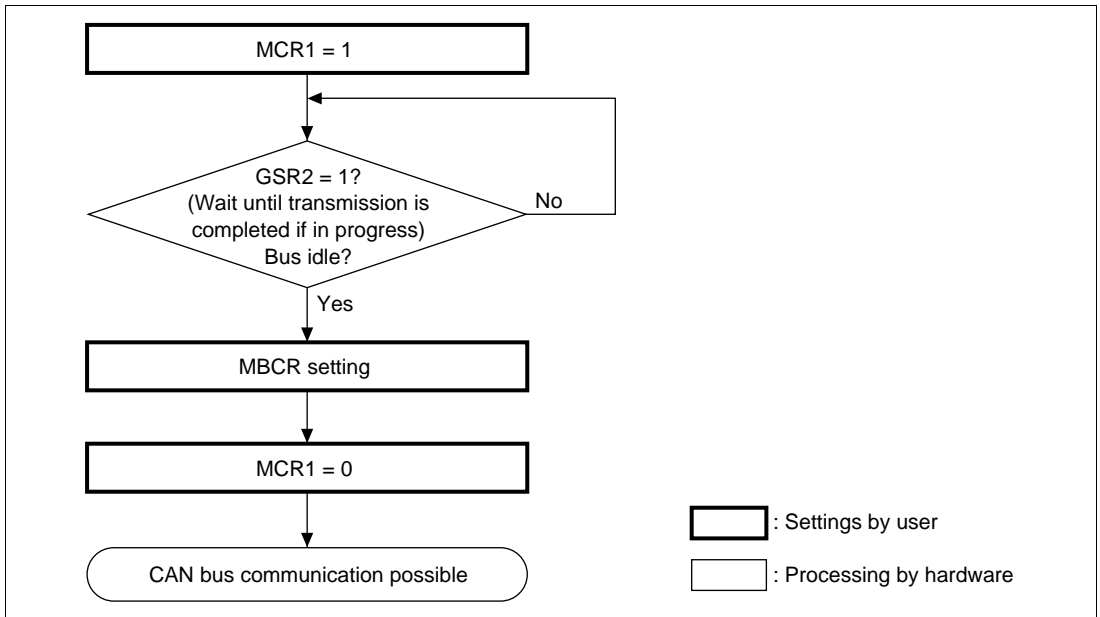 MCR1 = 1
GSR2 = 1?
(Wait until transmission is
completed if in progress)
Bus idle?
No
Yes
MBCR setting
MCR1 = 0
CAN bus communication possible
: Settings by user
: Processing by hardware